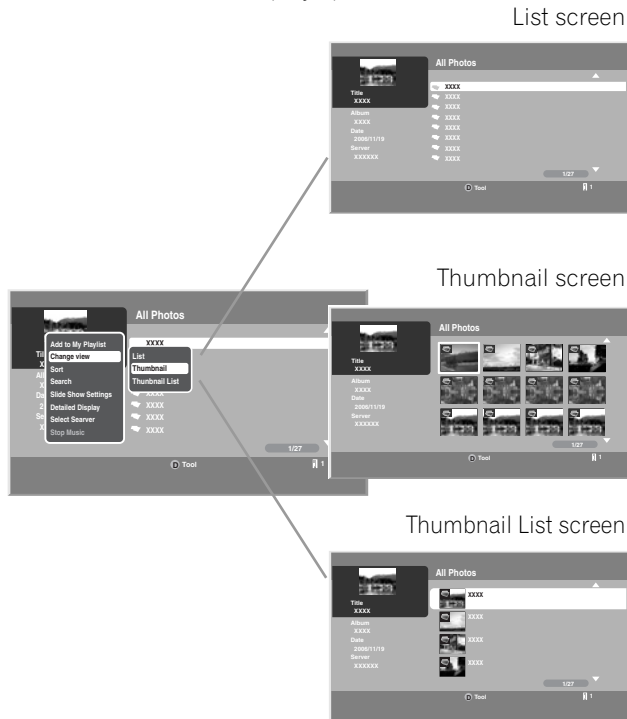 List screen
All Photos
Title
XXXX
Album
XXXX
Date
2008/11/19
Server
XXXXXX
XXXX
XXXX
XXXX
XXXX
XXXX
XXXX
XXXX
XXXX
1/27
D Tool
1
Thumbnail screen
All Photos
Add to My Playlist
Change view
Sort
Search
Slide Show Settings
Detailed Display
Select Searver
Stop Music
List
Thumbnail
Thunbnail List
XXXX
XXXX
XXXX
XXXX
1/27
D Tool
1
All Photos
Title
XXXX
Album
XXXX
Date
2008/11/19
Server
XXXXXX
1/27
D Tool
1
Thumbnail List screen
All Photos
Title
XXXX
Album
XXXX
Date
2008/11/19
Server
XXXXXX
XXXX
XXXX
XXXX
XXXX
1/27
D Tool
1